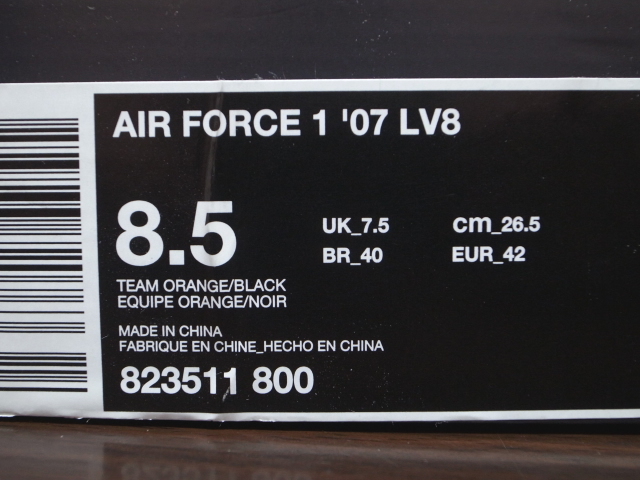 AIR FORCE 1 '07 LV8
8.5 UK_7.5 cm_26.5
BR_40 EUR_42
TEAM ORANGE/BLACK
EQUIPE ORANGE/NOIR
MADE IN CHINA
FABRIQUE EN CHINE_HECHO EN CHINA
823511 800